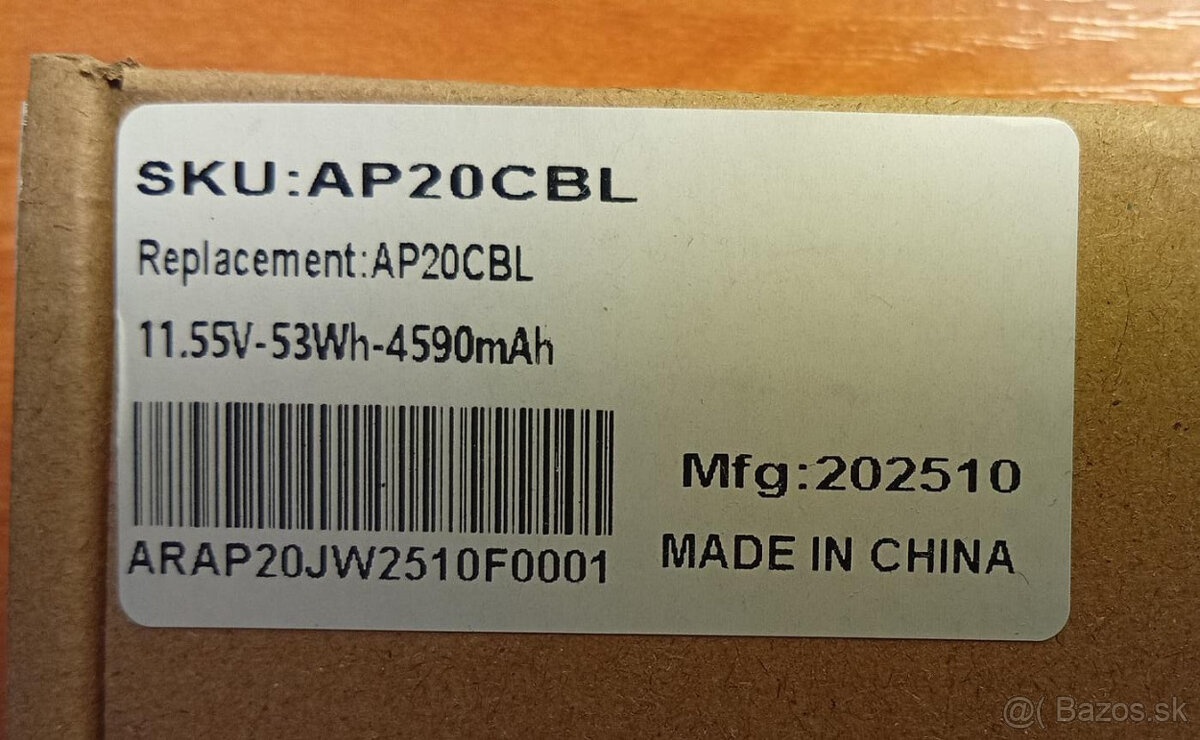 SKU:AP20CBL
Replacement:AP20CBL
11.55V-53Wh-4590mAh
ARAP20JW2510F0001
Mfg:202510
MADE IN CHINA
@( Bazos.sk